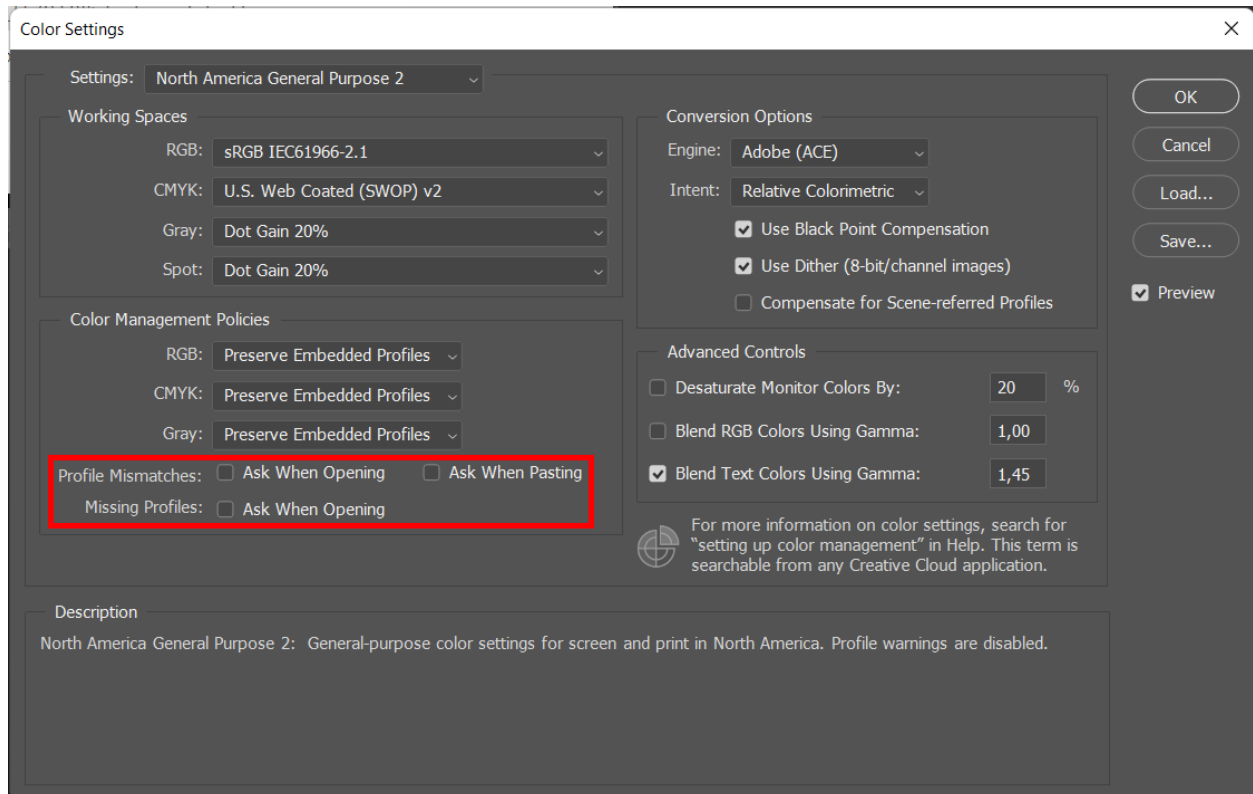 Color Settings
Settings: North America General Purpose 2
Working Spaces
RGB: sRGB IEC61966-2.1
CMYK: U.S. Web Coated (SWOP) v2
Gray: Dot Gain 20%
Spot: Dot Gain 20%
Color Management Policies
RGB: Preserve Embedded Profiles
CMYK: Preserve Embedded Profiles
Gray: Preserve Embedded Profiles
Profile Mismatches: Ask When Opening Ask When Pasting
Missing Profiles: Ask When Opening
Conversion Options
Engine: Adobe (ACE)
Intent: Relative Colorimetric
Use Black Point Compensation
Use Dither (8-bit/channel images)
Compensate for Scene-referred Profiles
Advanced Controls
Desaturate Monitor Colors By: 20 %
Blend RGB Colors Using Gamma: 1,00
Blend Text Colors Using Gamma: 1,45
For more information on color settings, search for
"setting up color management" in Help. This term is
searchable from any Creative Cloud application.
OK
Cancel
Load...
Save...
Preview
Description
North America General Purpose 2: General-purpose color settings for screen and print in North America. Profile warnings are disabled.